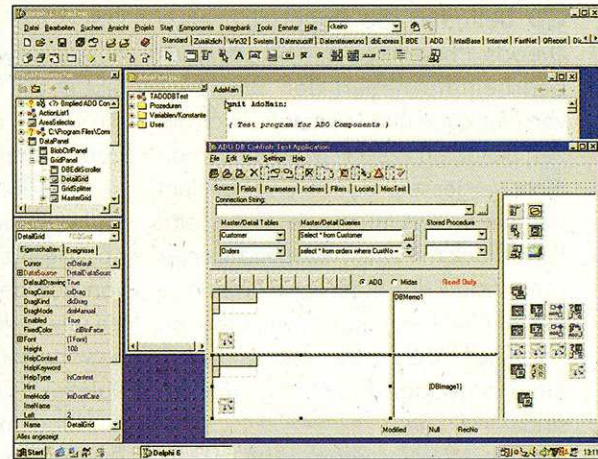 Datei Bearbeiten Suchen Ansicht Projekt Start Komponente Datenbank Tools Fenster Hilfe
Standard Zusätzlich Win32 System Datenzugriff Datensteuerung dbExpress BDE ADO InterBase Internet FastNet QReport
ActionList1
AreaSelector
C:\Program Files\Com
DataPanel
BlobCtrlPanel
GridPanel
DBEditScroller
DetailGrid
GridSplitter
MasterGrid
TADODBTest
Prozeduren
Variablen/Konstante
Uses
AdoMain
unit AdoMain;
{ Test program for ADO Components }
ADO DB Controls Test Application
File Edit View Settings Help
Source Fields Parameters Indexes Filters Locate MiscTest
Connection String:
Master/Detail Tables Master/Detail Queries Stored Procedure
Customer Select * from Customer
Orders select * from orders where CustNo =
ADO Midas Read Only
DBMemo1
(DBImage1)
Modified Null RecNo
DetailGrid
Eigenschaften Ereignisse
Cursor crDefault
DataSource DetailDataSourc
DefaultDrawing True
DragCursor crDrag
DragKind dkDrag
DragMode dmManual
Enabled True
FixedColor clBtnFace
Font (TFont)
Height 108
HelpContext 0
HelpKeyword
HelpType htContext
Hint
ImeMode imDontCare
ImeName
Left 2
Name DetailGrid
Alles angezeigt
Start Delphi 6 13:11